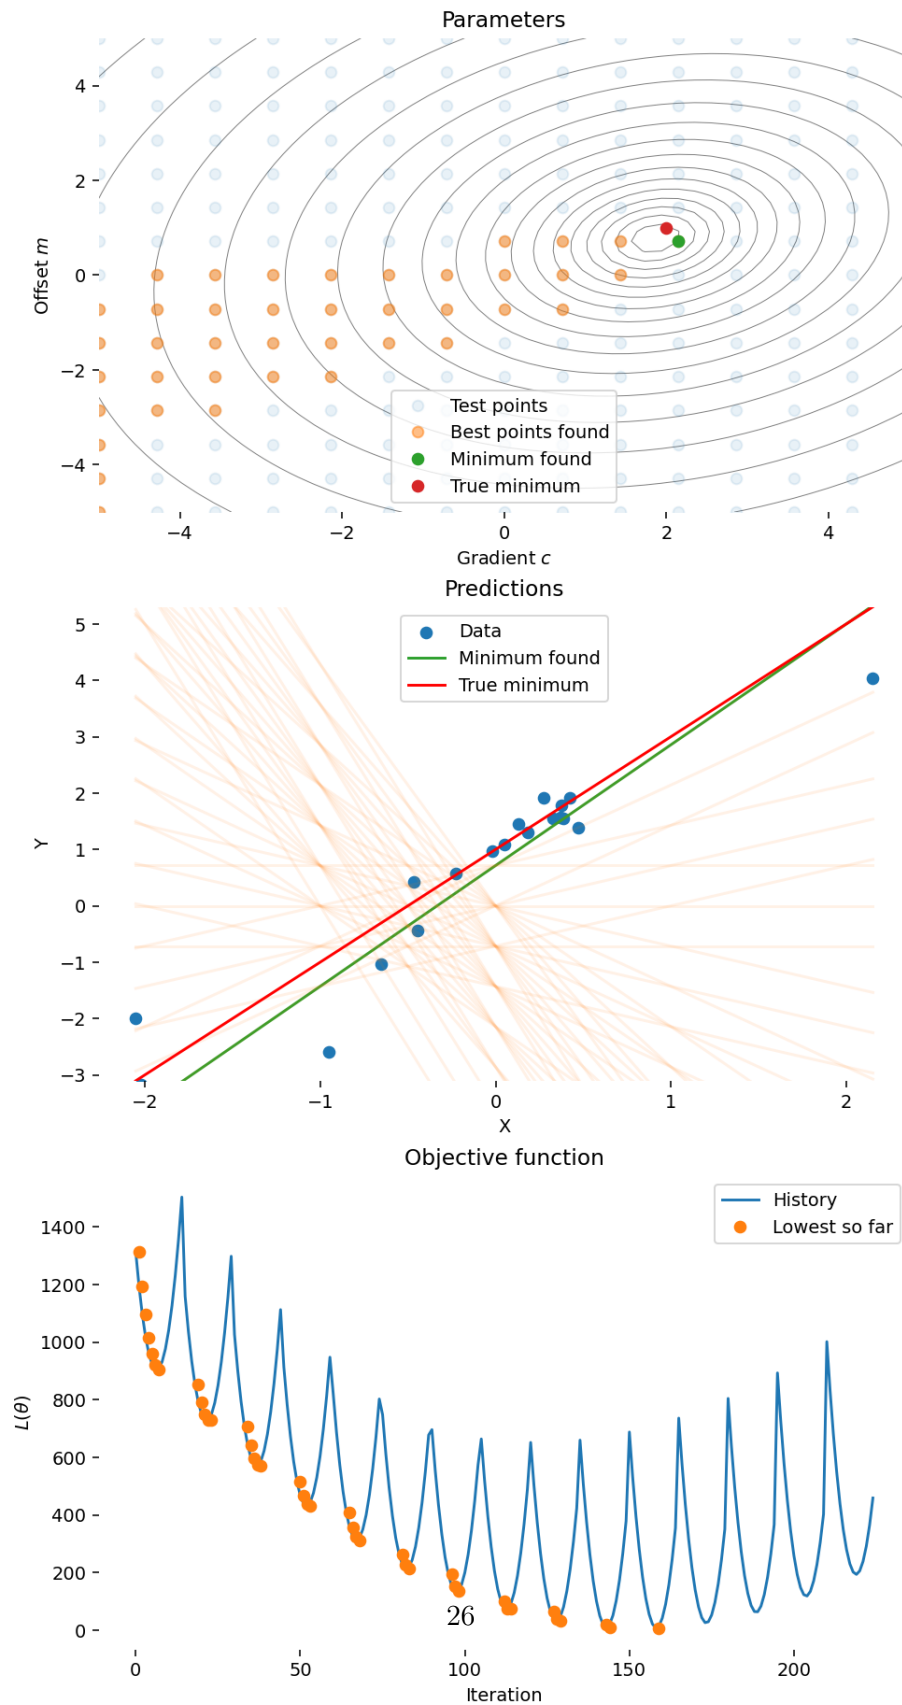 Parameters
4
2
0
−2
−4
Offset m
Test points
Best points found
Minimum found
True minimum
−4 −2 0 2 4
Gradient c
Predictions
5
4
3
2
1
0
−1
−2
−3
Y
Data
Minimum found
True minimum
−2 −1 0 1 2
X
Objective function
1400
1200
1000
800
600
400
200
0
L(θ)
History
Lowest so far
26
0 50 100 150 200
Iteration